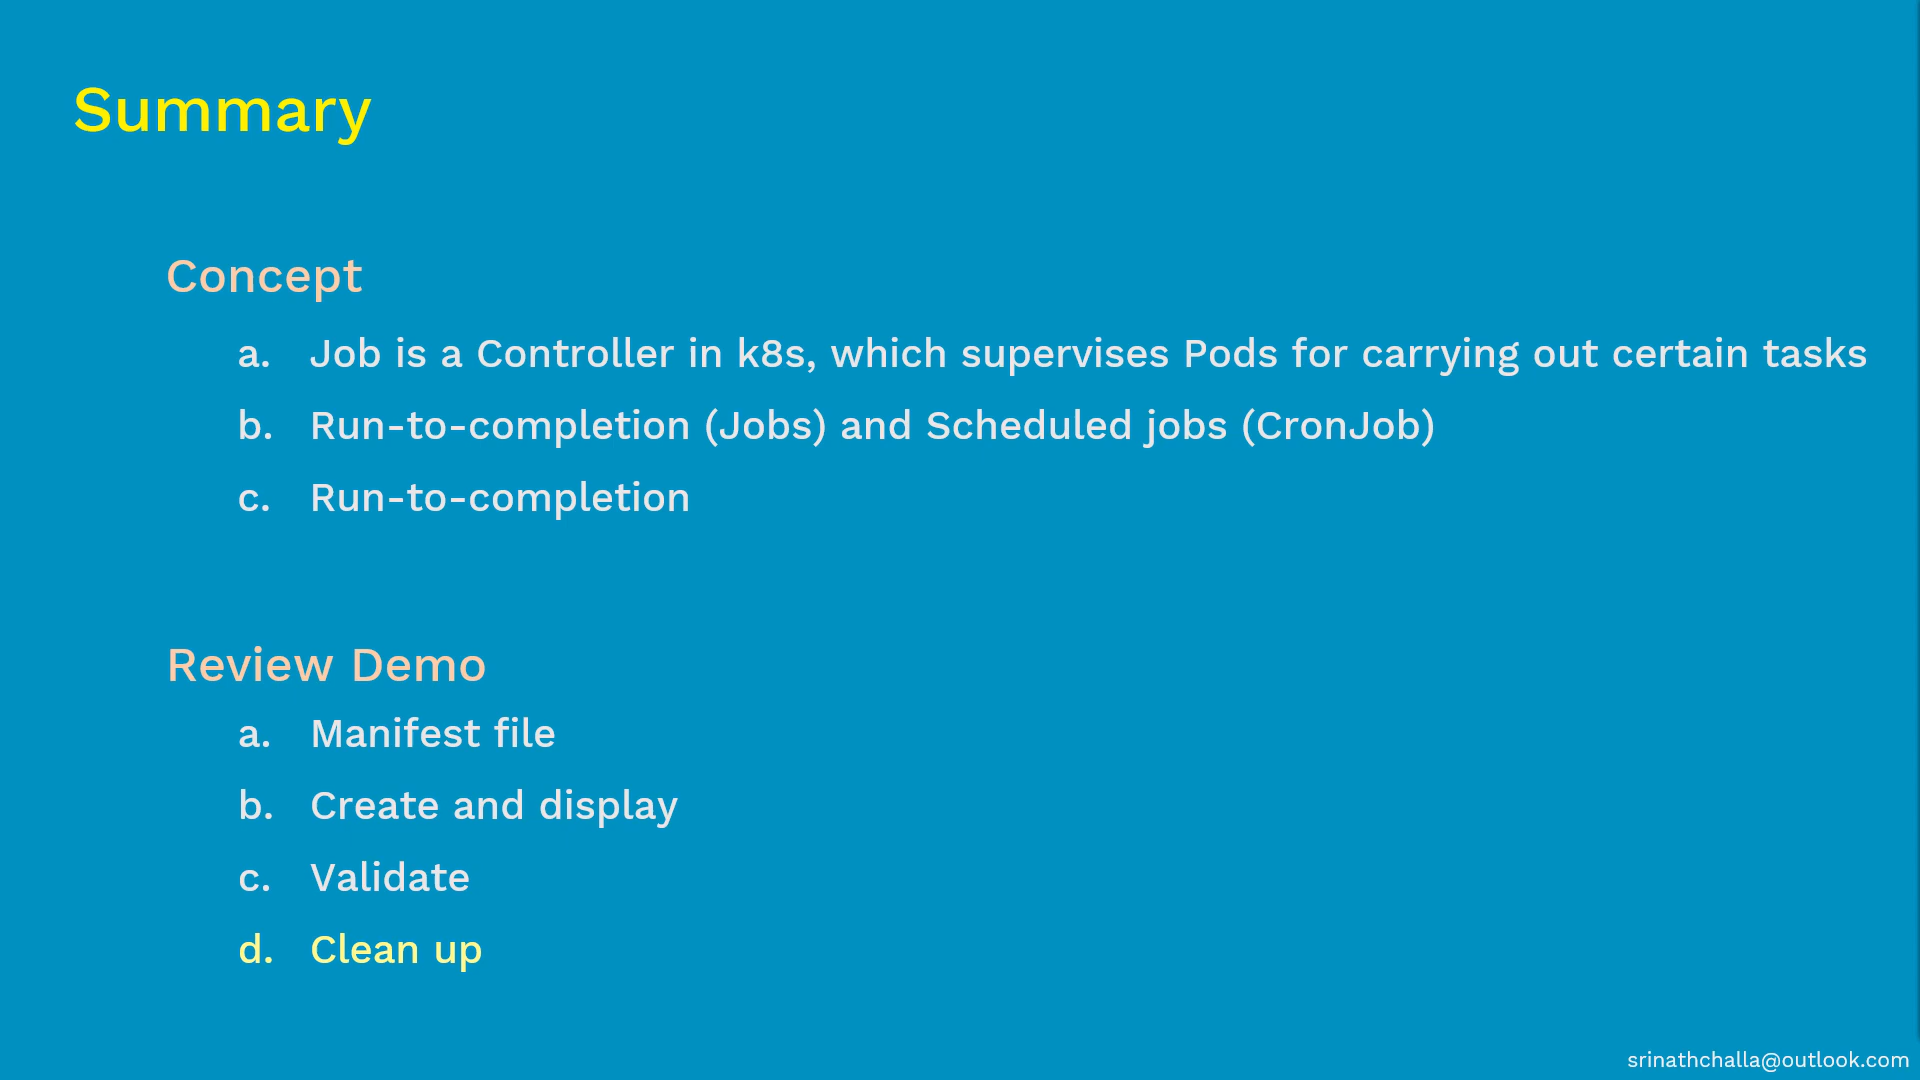 Summary
Concept
a. Job is a Controller in k8s, which supervises Pods for carrying out certain tasks
b. Run-to-completion (Jobs) and Scheduled jobs (CronJob)
c. Run-to-completion
Review Demo
a. Manifest file
b. Create and display
c. Validate
d. Clean up
srinathchalla@outlook.com